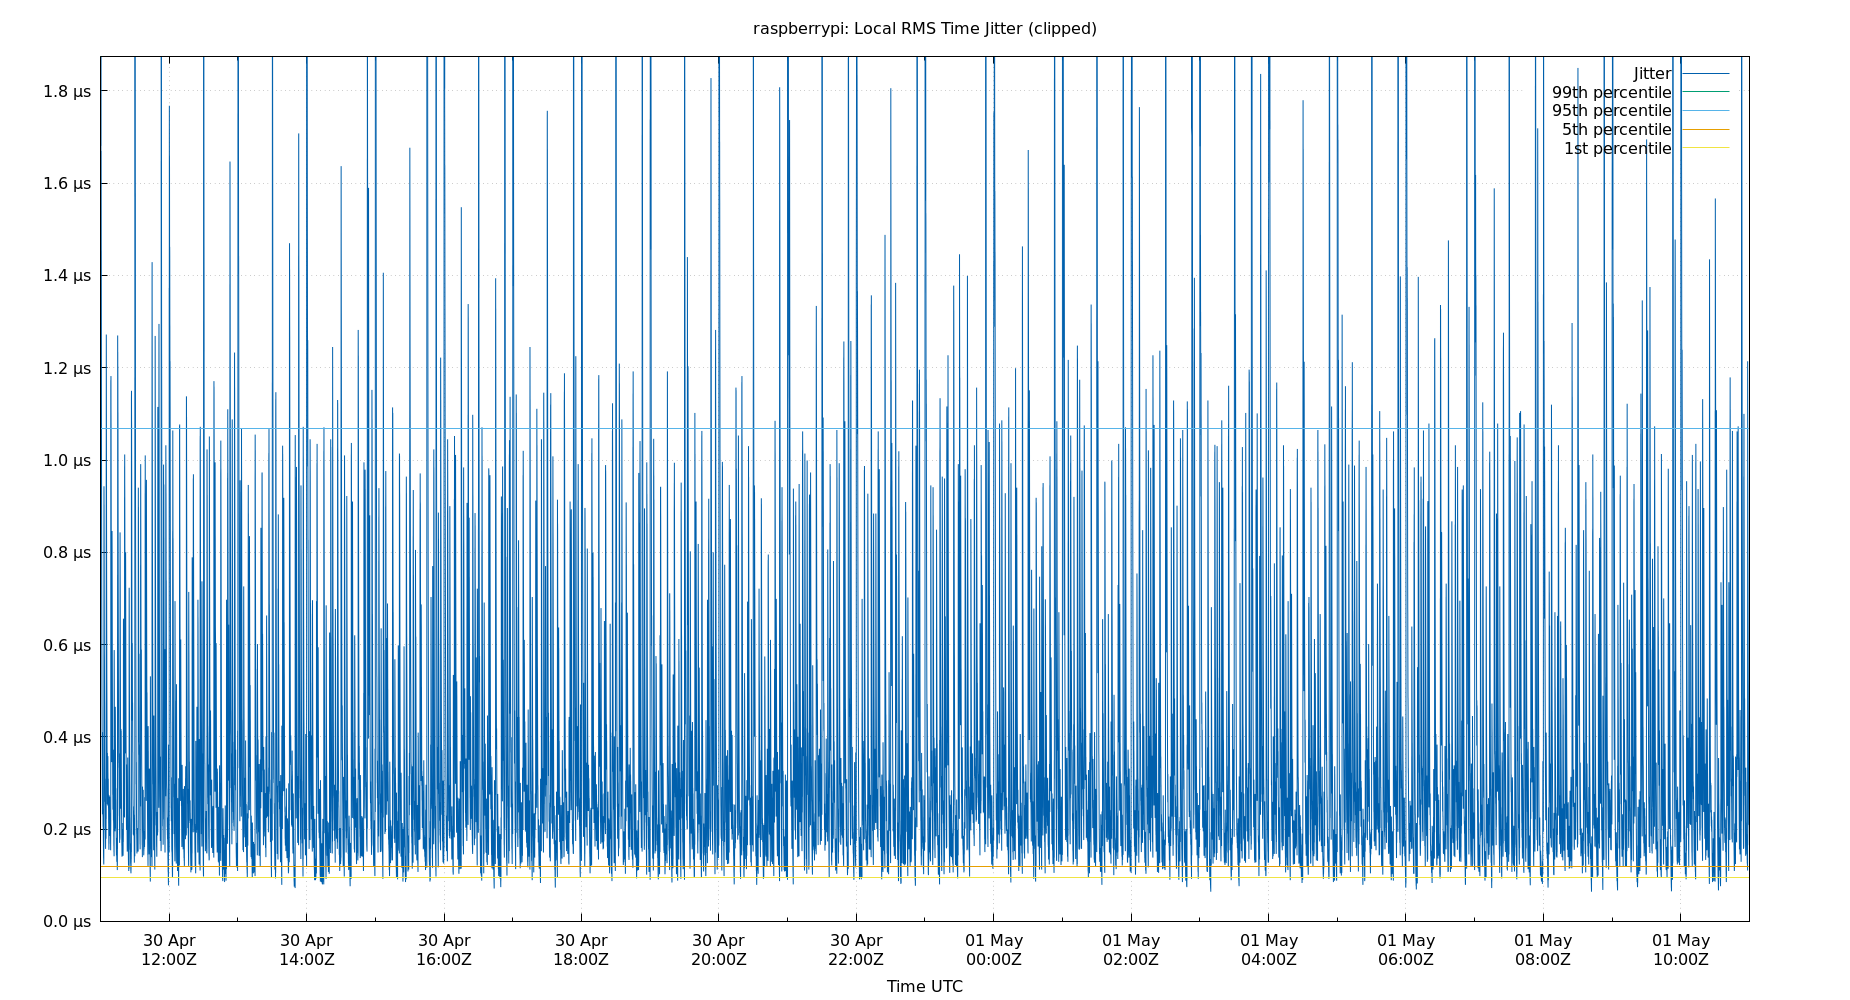 raspberrypi: Local RMS Time Jitter (clipped)
Jitter
99th percentile
95th percentile
5th percentile
1st percentile
1.8 µs
1.6 µs
1.4 µs
1.2 µs
1.0 µs
0.8 µs
0.6 µs
0.4 µs
0.2 µs
0.0 µs
30 Apr 30 Apr 30 Apr 30 Apr 30 Apr 30 Apr 01 May 01 May 01 May 01 May 01 May 01 May
12:00Z 14:00Z 16:00Z 18:00Z 20:00Z 22:00Z 00:00Z 02:00Z 04:00Z 06:00Z 08:00Z 10:00Z
Time UTC